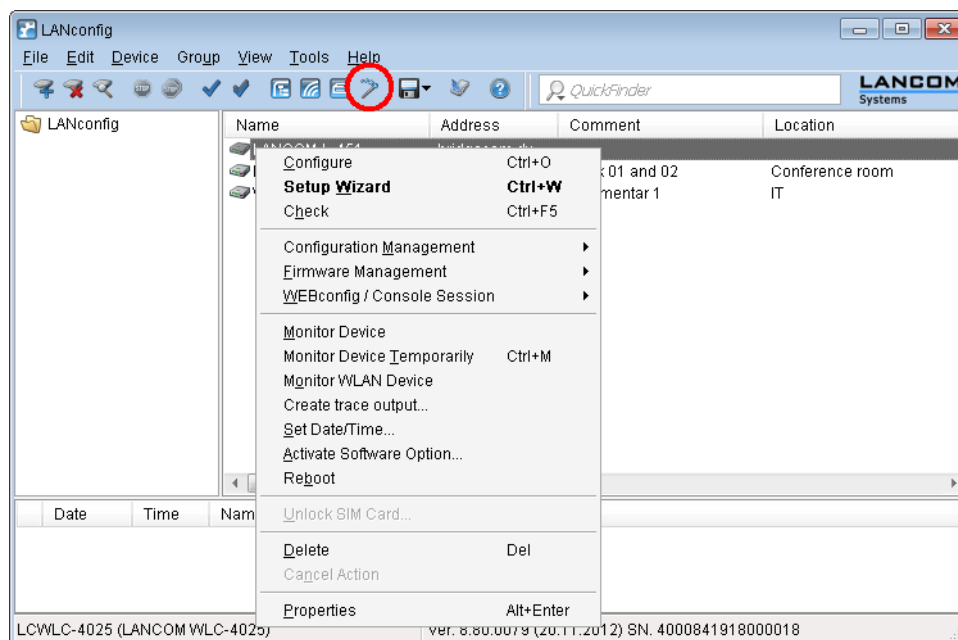 LANconfig
File Edit Device Group View Tools Help
QuickFinder
LANCOM
Systems
LANconfig
Name Address Comment Location
01 and 02 Conference room
mentar 1 IT
Configure Ctrl+O
Setup Wizard Ctrl+W
Check Ctrl+F5
Configuration Management
Firmware Management
WEBconfig / Console Session
Monitor Device
Monitor Device Temporarily Ctrl+M
Monitor WLAN Device
Create trace output...
Set Date/Time...
Activate Software Option...
Reboot
Unlock SIM Card...
Delete Del
Cancel Action
Properties Alt+Enter
Date Time Nam
LCWLC-4025 (LANCOM WLC-4025) Ver. 8.80.0079 (20.11.2012) SN. 4000841918000018